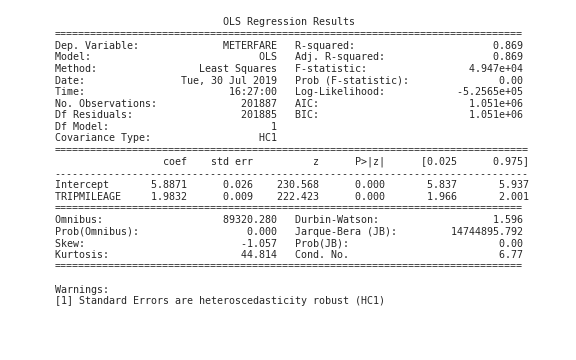 OLS Regression Results
==============================================================================
Dep. Variable: METERFARE R-squared: 0.869
Model: OLS Adj. R-squared: 0.869
Method: Least Squares F-statistic: 4.947e+04
Date: Tue, 30 Jul 2019 Prob (F-statistic): 0.00
Time: 16:27:00 Log-Likelihood: -5.2565e+05
No. Observations: 201887 AIC: 1.051e+06
Df Residuals: 201885 BIC: 1.051e+06
Df Model: 1
Covariance Type: HC1
===============================================================================
coef std err z P>|z| [0.025 0.975]
-------------------------------------------------------------------------------
Intercept 5.8871 0.026 230.568 0.000 5.837 5.937
TRIPMILEAGE 1.9832 0.009 222.423 0.000 1.966 2.001
==============================================================================
Omnibus: 89320.280 Durbin-Watson: 1.596
Prob(Omnibus): 0.000 Jarque-Bera (JB): 14744895.792
Skew: -1.057 Prob(JB): 0.00
Kurtosis: 44.814 Cond. No. 6.77
==============================================================================
Warnings:
[1] Standard Errors are heteroscedasticity robust (HC1)